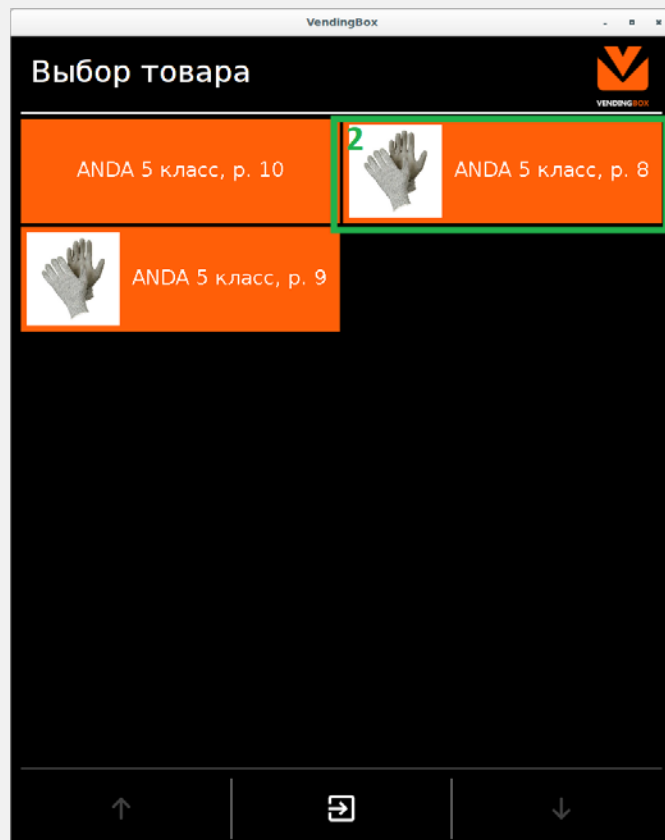 VendingBox
Выбор товара
VENDINGBOX
ANDA 5 класс, р. 10
2
ANDA 5 класс, р. 8
ANDA 5 класс, р. 9